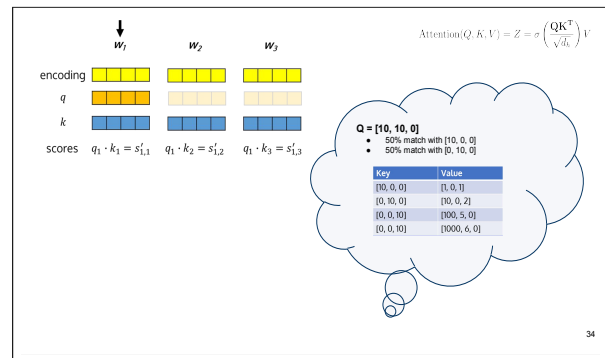 Attention(Q, K, V) = Z = σ(QKᵀ/√dₖ) V
w₁ w₂ w₃
encoding
q
k
scores q₁ · k₁ = s′₁,₁ q₁ · k₂ = s′₁,₂ q₁ · k₃ = s′₁,₃
Q = [10, 10, 0]
• 50% match with [10, 0, 0]
• 50% match with [0, 10, 0]
Key Value
[10, 0, 0] [1, 0, 1]
[0, 10, 0] [10, 0, 2]
[0, 0, 10] [100, 5, 0]
[0, 0, 10] [1000, 6, 0]
34